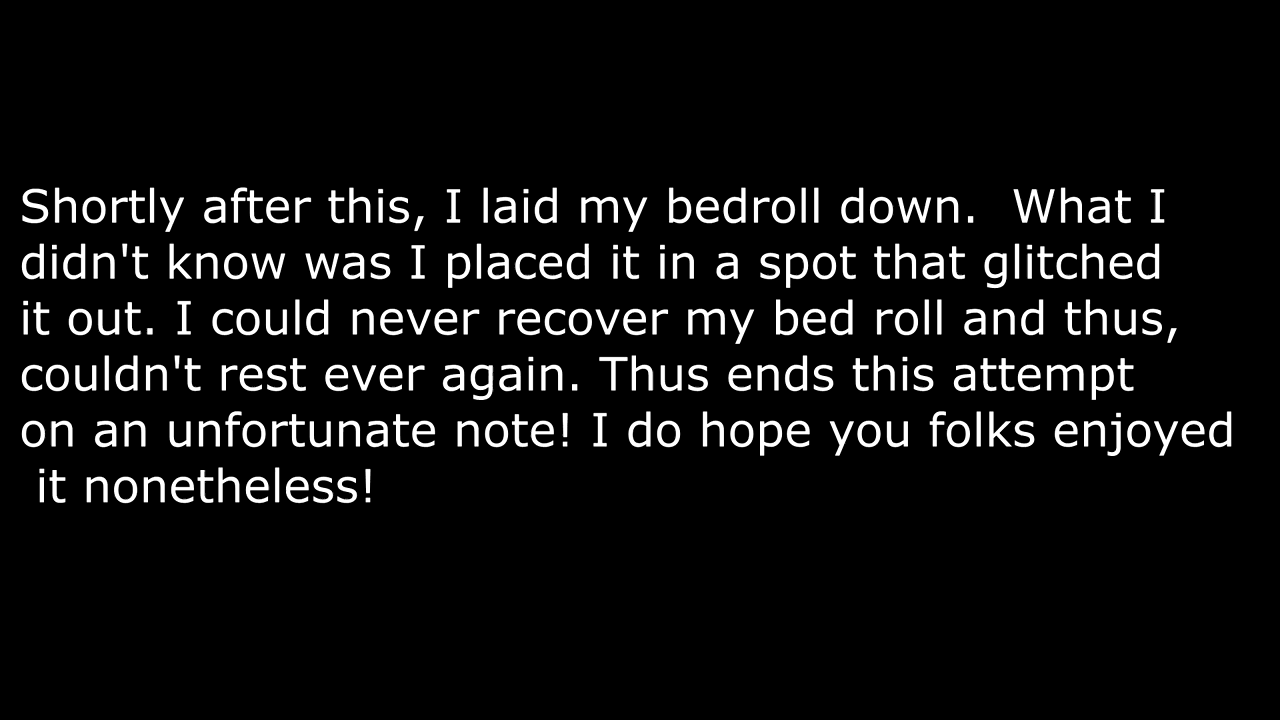 Shortly after this, I laid my bedroll down.  What I
didn't know was I placed it in a spot that glitched
it out. I could never recover my bed roll and thus,
couldn't rest ever again. Thus ends this attempt
on an unfortunate note! I do hope you folks enjoyed
it nonetheless!